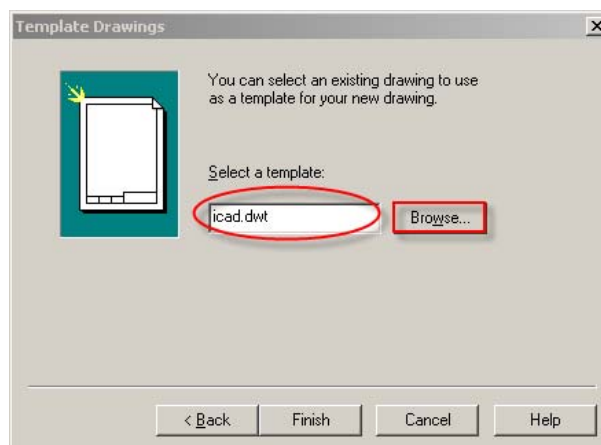 Template Drawings
You can select an existing drawing to use
as a template for your new drawing.
Select a template:
icad.dwt
Browse...
< Back
Finish
Cancel
Help